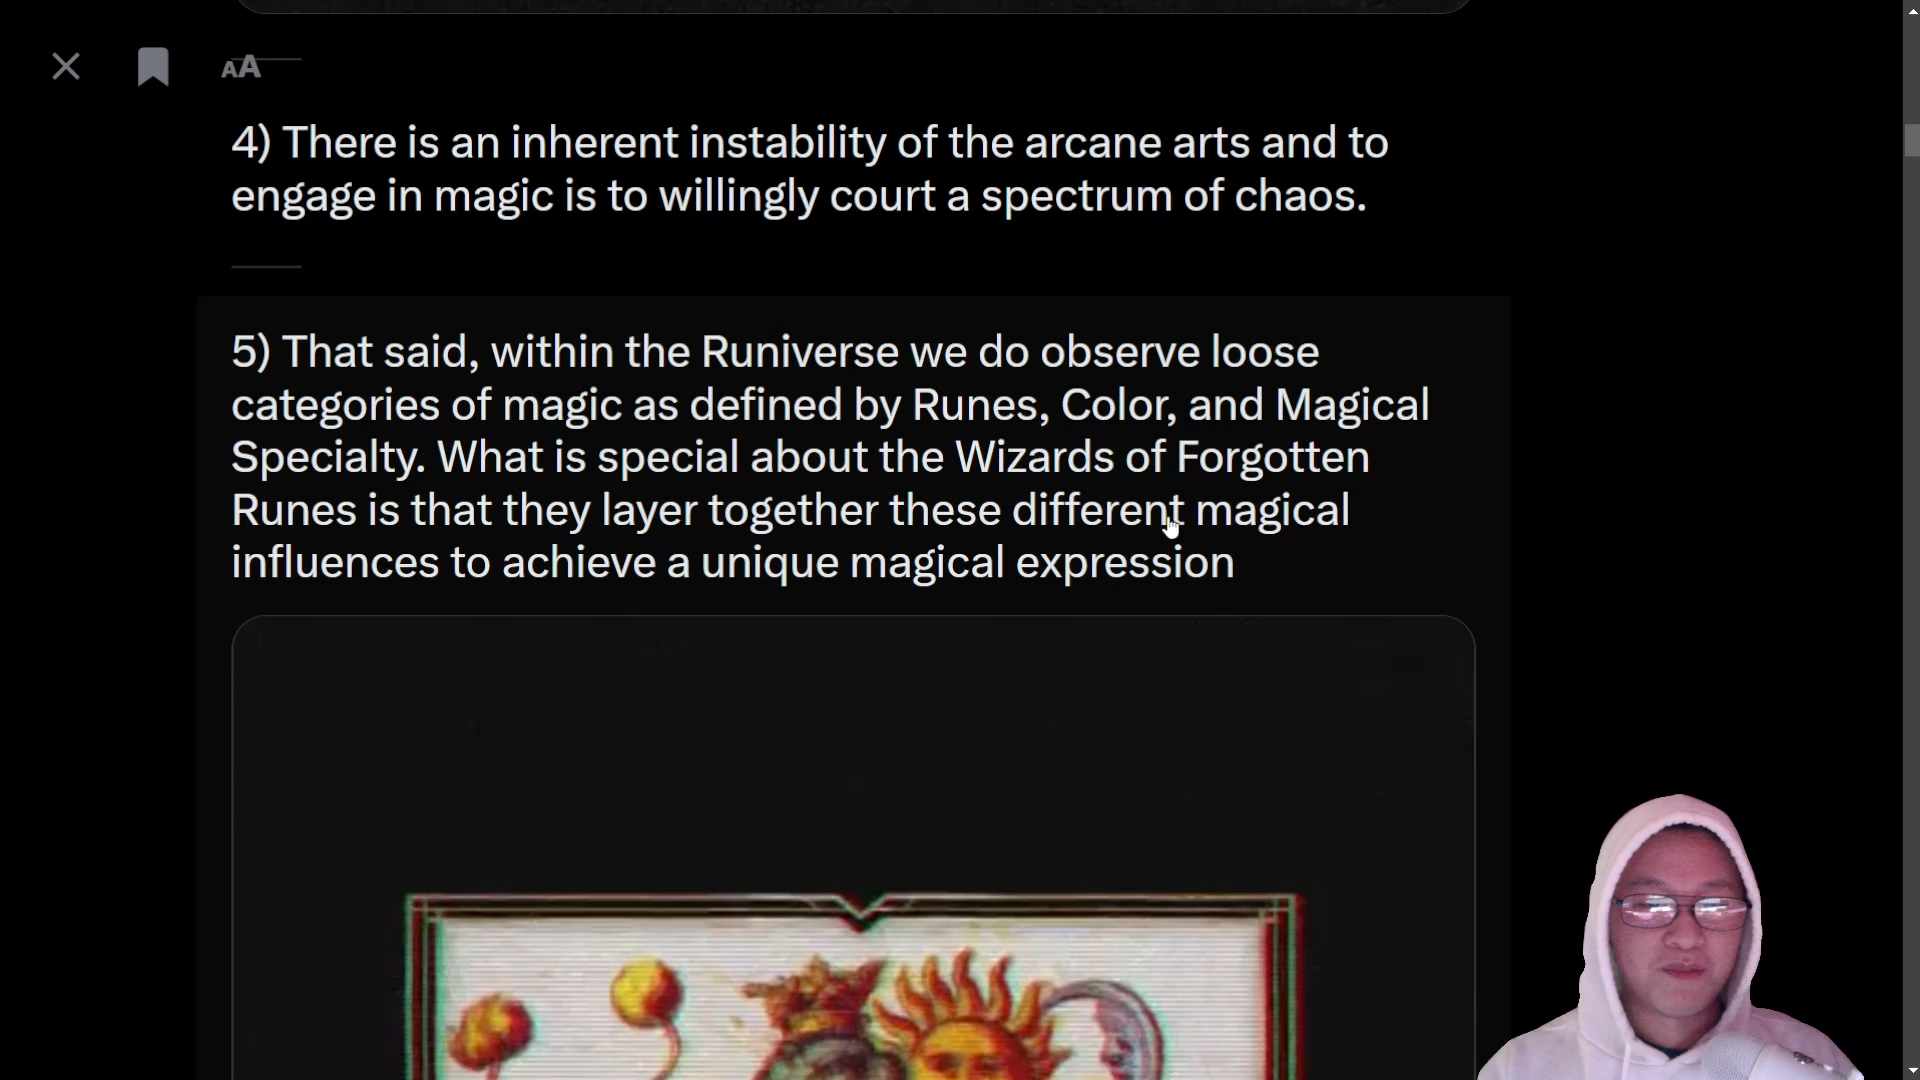 AA
4) There is an inherent instability of the arcane arts and to
engage in magic is to willingly court a spectrum of chaos.
5) That said, within the Runiverse we do observe loose
categories of magic as defined by Runes, Color, and Magical
Specialty. What is special about the Wizards of Forgotten
Runes is that they layer together these different magical
influences to achieve a unique magical expression